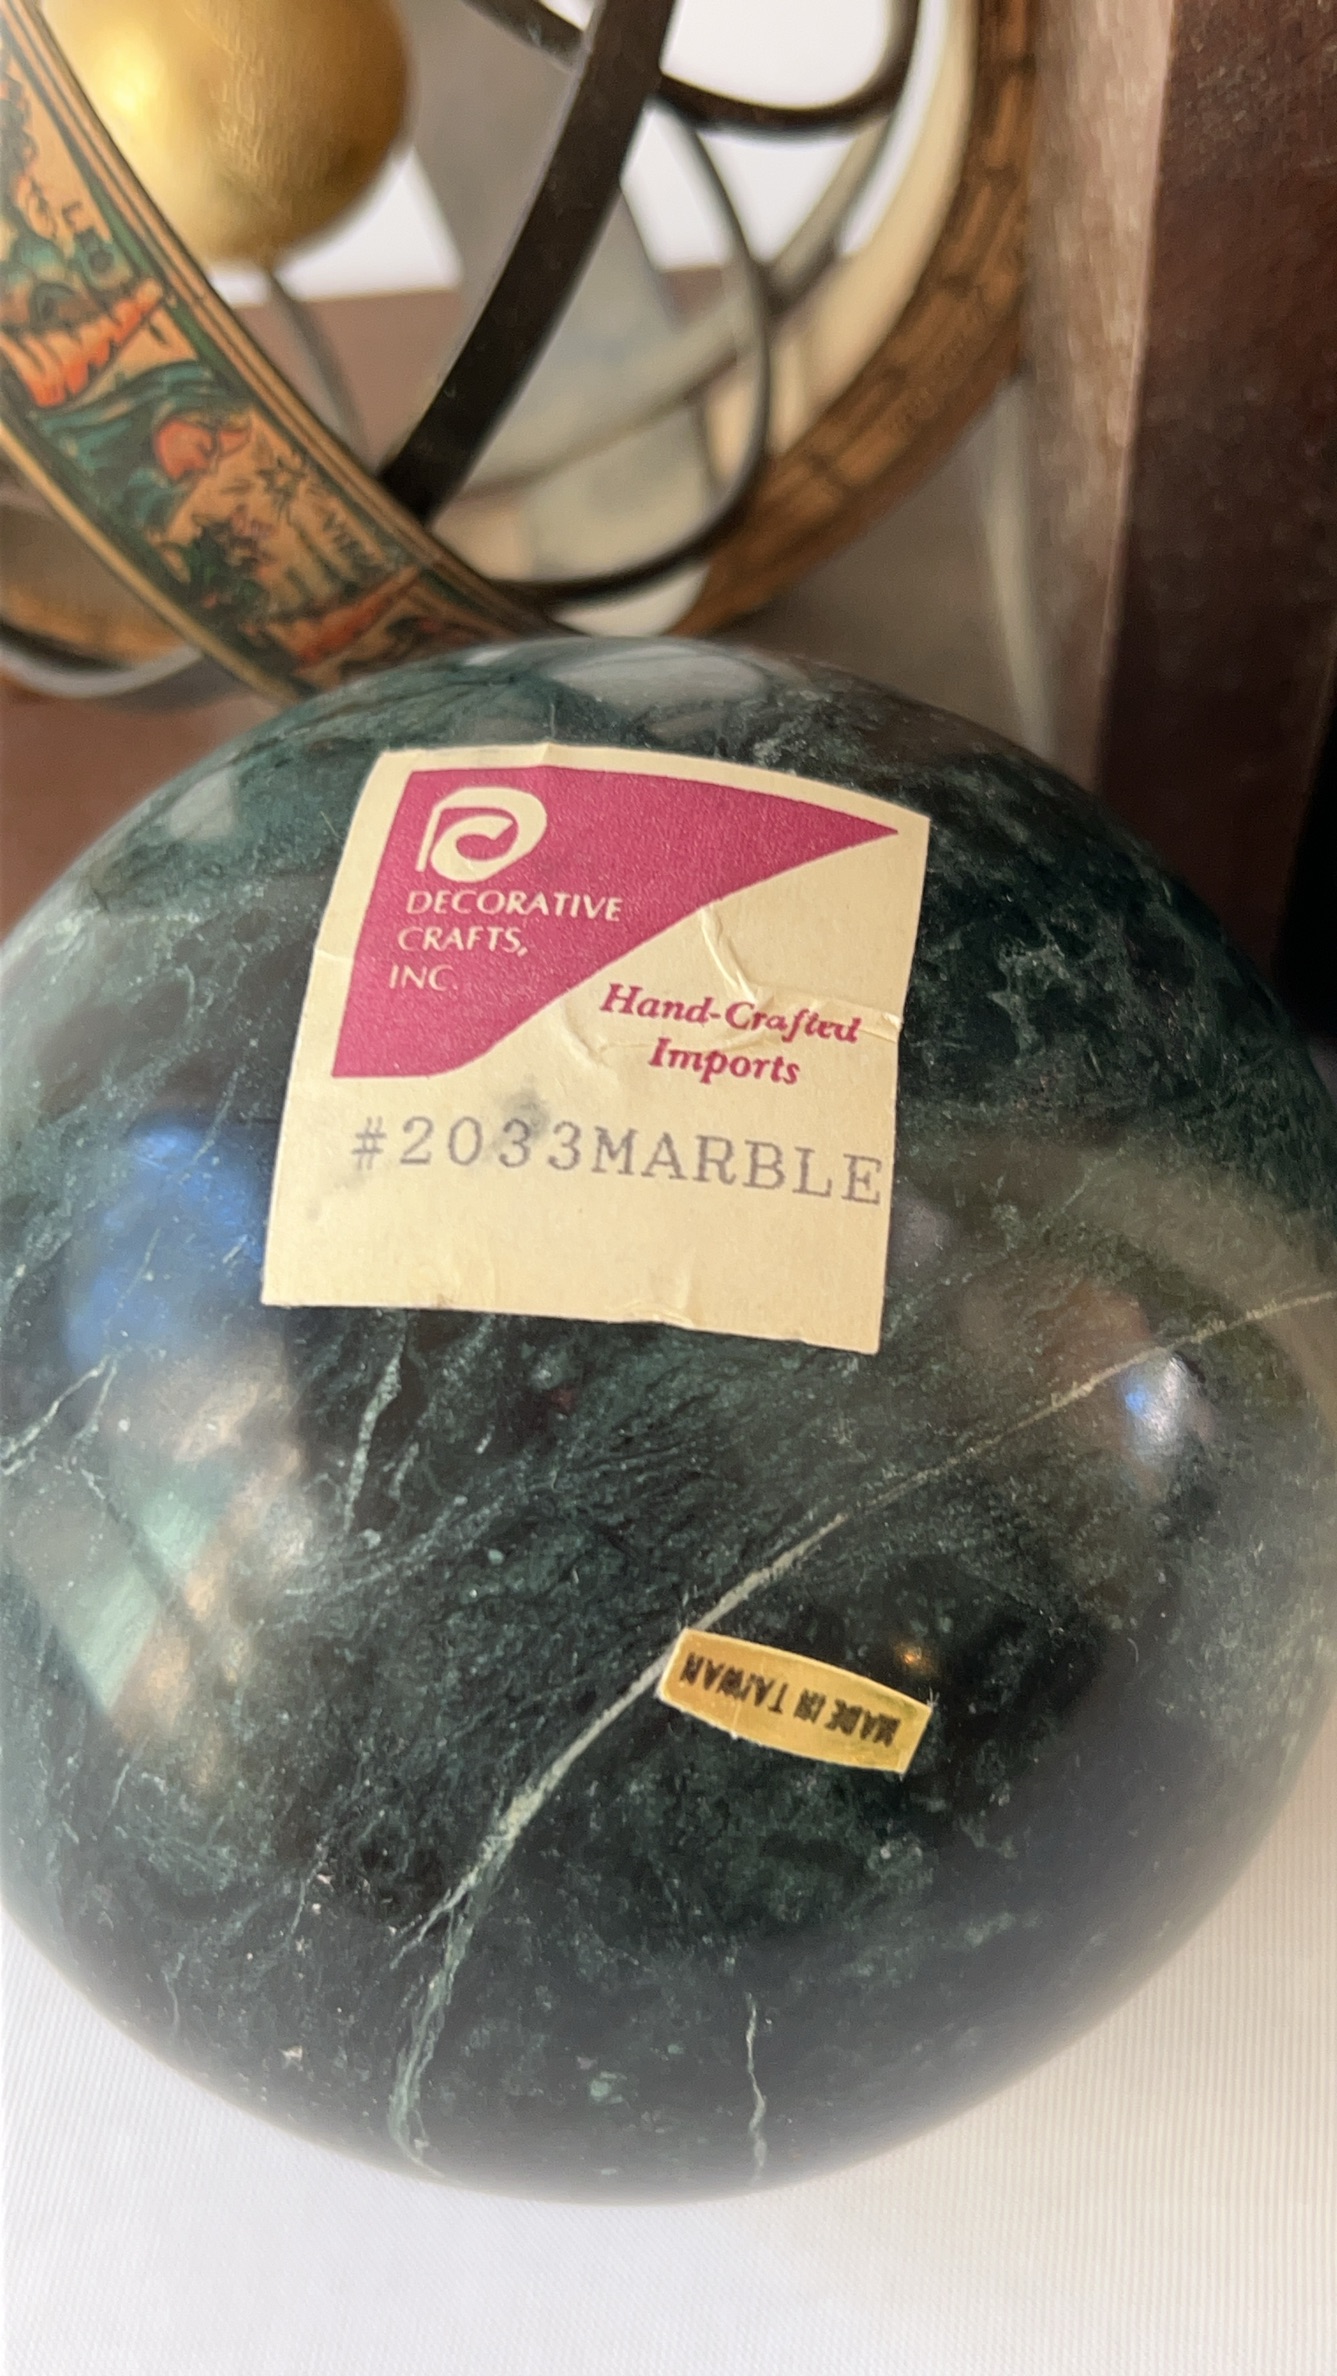 DECORATIVE
CRAFTS,
INC.
Hand-Crafted
Imports
#2033MARBLE
MADE IN TAIWAN